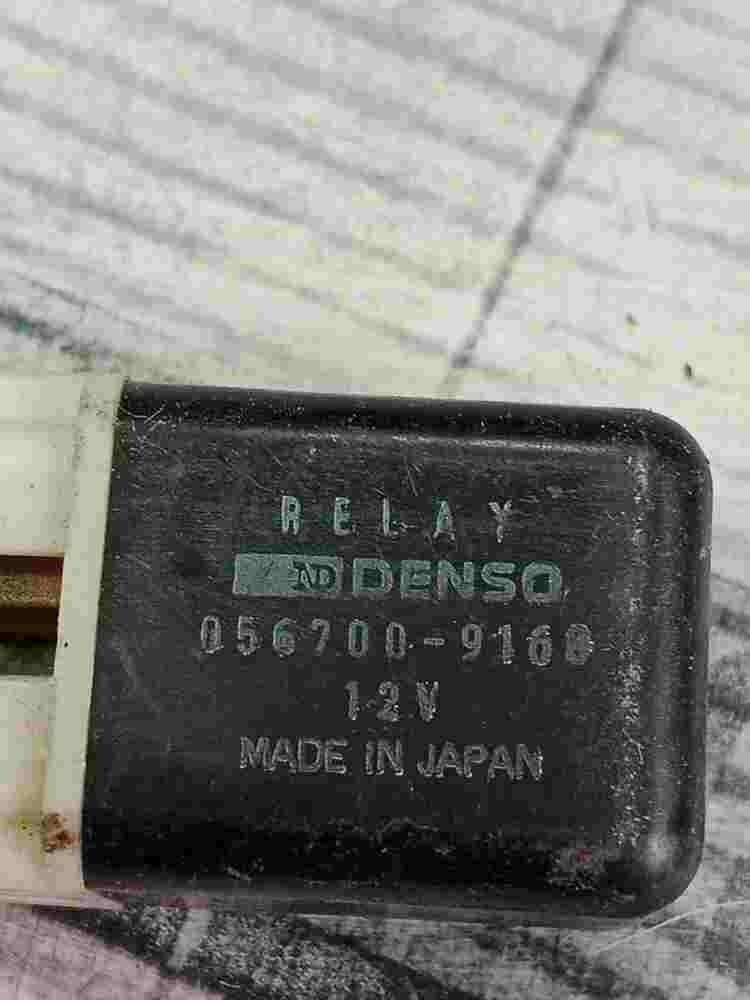 RELAY
ND DENSO
056700-9160
12V
MADE IN JAPAN